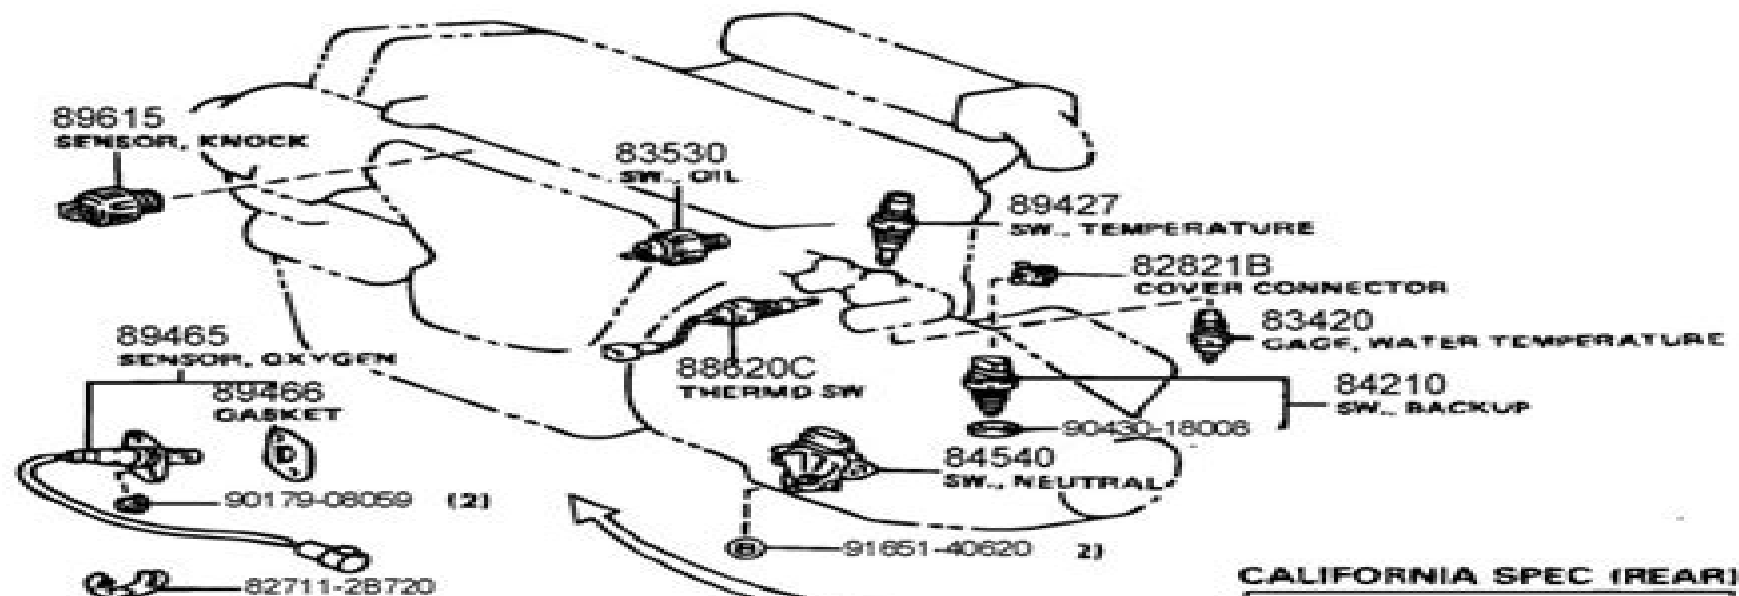 89615
SENSOR, KNOCK
83530
SW., OIL
89427
SW., TEMPERATURE
82821B
COVER CONNECTOR
83420
GAGE, WATER TEMPERATURE
89465
SENSOR, OXYGEN
89466
GASKET
88620C
THERMO SW
84210
SW., BACKUP
90430-18008
84540
SW., NEUTRAL
90179-08059 (2)
91651-40620 2)
82711-2B720
CALIFORNIA SPEC (REAR)